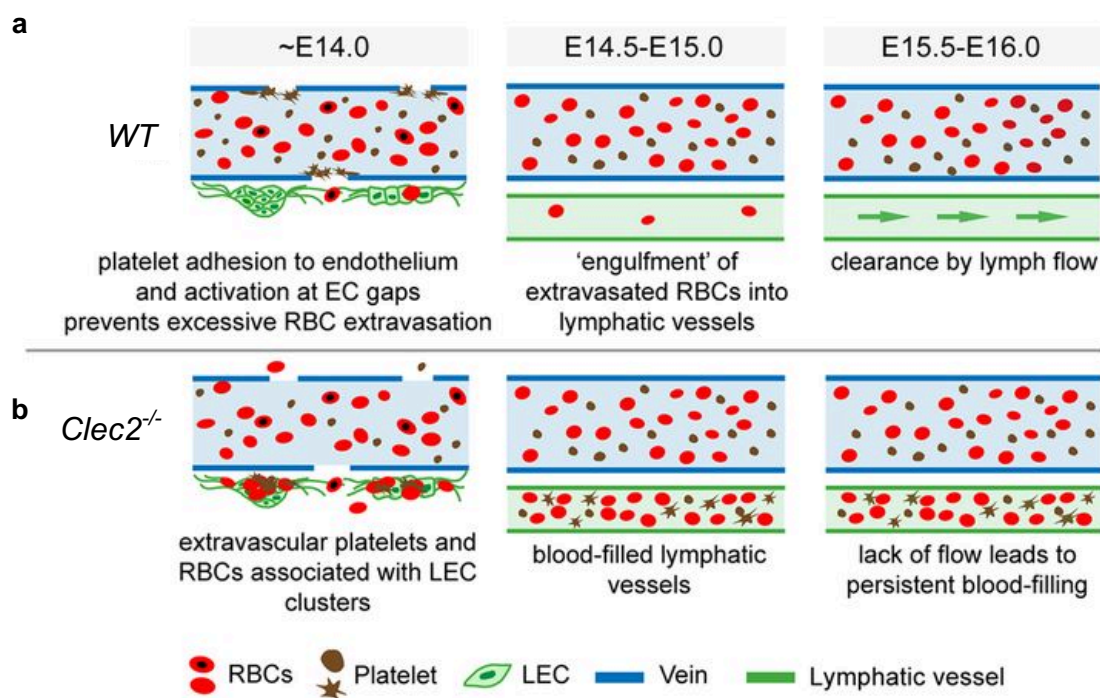 a
~E14.0
E14.5-E15.0
E15.5-E16.0
WT
platelet adhesion to endothelium
and activation at EC gaps
prevents excessive RBC extravasation
‘engulfment’ of
extravasated RBCs into
lymphatic vessels
clearance by lymph flow
b
Clec2-/-
extravascular platelets and
RBCs associated with LEC
clusters
blood-filled lymphatic
vessels
lack of flow leads to
persistent blood-filling
RBCs
Platelet
LEC
Vein
Lymphatic vessel